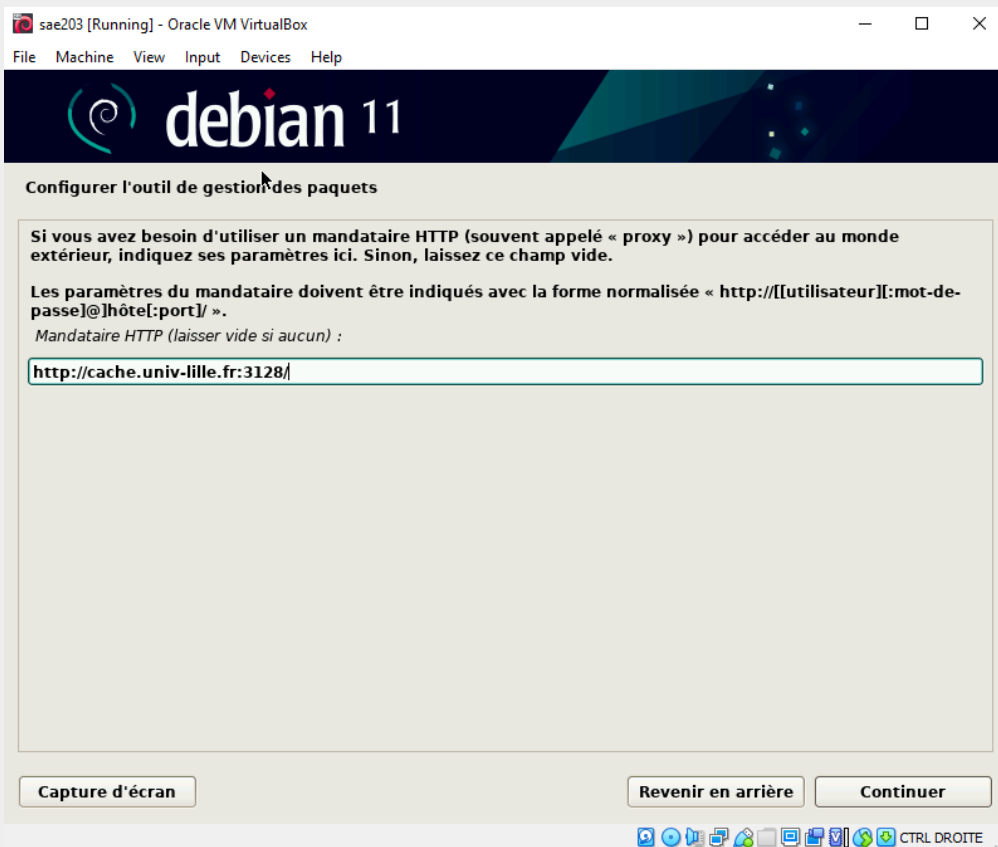 sae203 [Running] - Oracle VM VirtualBox
File Machine View Input Devices Help
debian 11
Configurer l'outil de gestion des paquets
Si vous avez besoin d'utiliser un mandataire HTTP (souvent appelé « proxy ») pour accéder au monde
extérieur, indiquez ses paramètres ici. Sinon, laissez ce champ vide.
Les paramètres du mandataire doivent être indiqués avec la forme normalisée « http://[[utilisateur][:mot-de-
passe]@]hôte[:port]/ ».
Mandataire HTTP (laisser vide si aucun) :
http://cache.univ-lille.fr:3128/
Capture d'écran Revenir en arrière Continuer
CTRL DROITE